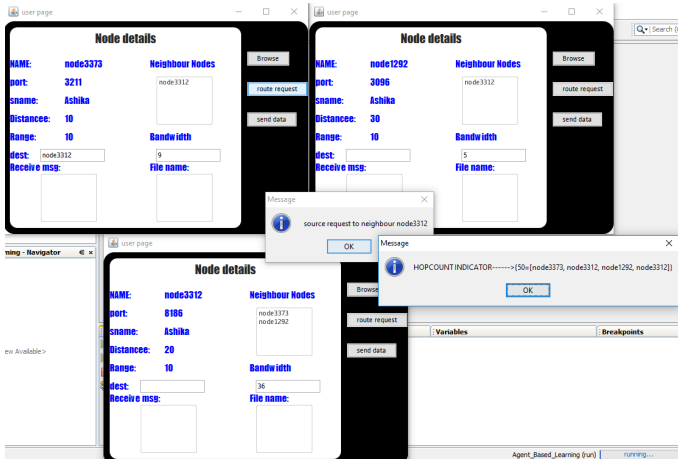 user page
Node details
NAME: node3373 Neighbour Nodes
port: 3211 node3312
sname: Ashika
Distancee: 10
Range: 10 Bandwidth
dest: node3312 9
Receive msg: File name:
Browse
route request
send data
user page
Node details
NAME: node1292 Neighbour Nodes
port: 3096 node3312
sname: Ashika
Distancee: 30
Range: 10 Bandwidth
dest: 5
Receive msg: File name:
Browse
route request
send data
Search (
Message
source request to neighbour node3312
OK
Message
HOPCOUNT INDICATOR------>{50=[node3373, node3312, node1292, node3312]}
OK
ming - Navigator
ew Available>
user page
Node details
NAME: node3312 Neighbour Nodes
port: 8186 node3373
node1292
sname: Ashika
Distancee: 20
Range: 10 Bandwidth
dest: 36
Receive msg: File name:
Browse
route request
send data
Variables
Breakpoints
Agent_Based_Learning (run)
running...